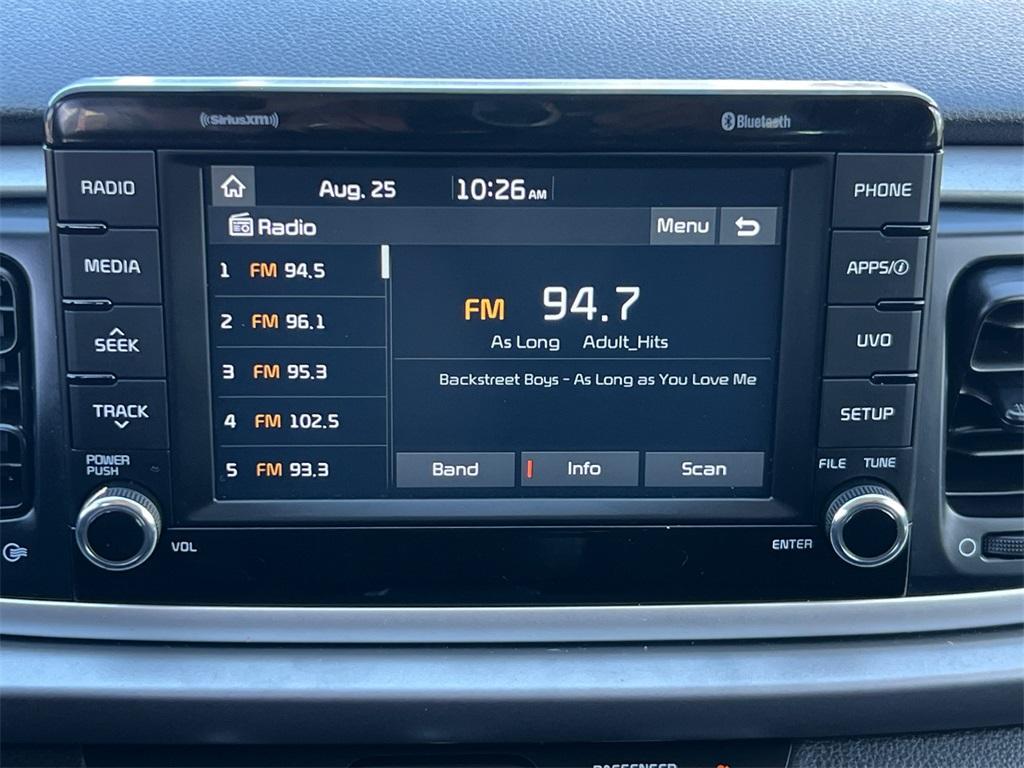 ((SiriusXM))
Bluetooth
RADIO
MEDIA
SEEK
TRACK
POWER
PUSH
VOL
Aug. 25 10:26 AM
Radio Menu
1 FM 94.5
2 FM 96.1
3 FM 95.3
4 FM 102.5
5 FM 93.3
FM 94.7
As Long Adult_Hits
Backstreet Boys - As Long as You Love Me
Band Info Scan
PHONE
APPS/i
UVO
SETUP
FILE TUNE
ENTER
PASSENGER